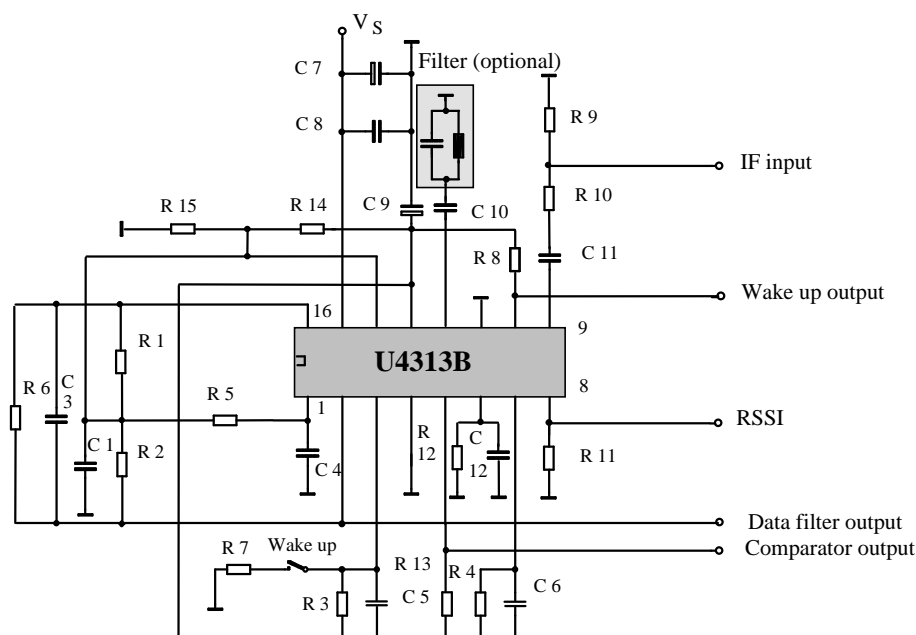 V S
C 7
Filter (optional)
C 8
R 9
IF input
R 10
R 15
R 14
C 9
C 10
R 8
C 11
Wake up output
16
9
R 1
U4313B
R 6
C 3
8
R 5
1
R 12
C 12
RSSI
C 1
R 2
C 4
R 11
Data filter output
Comparator output
R 7
Wake up
R 13
R 4
R 3
C 5
C 6